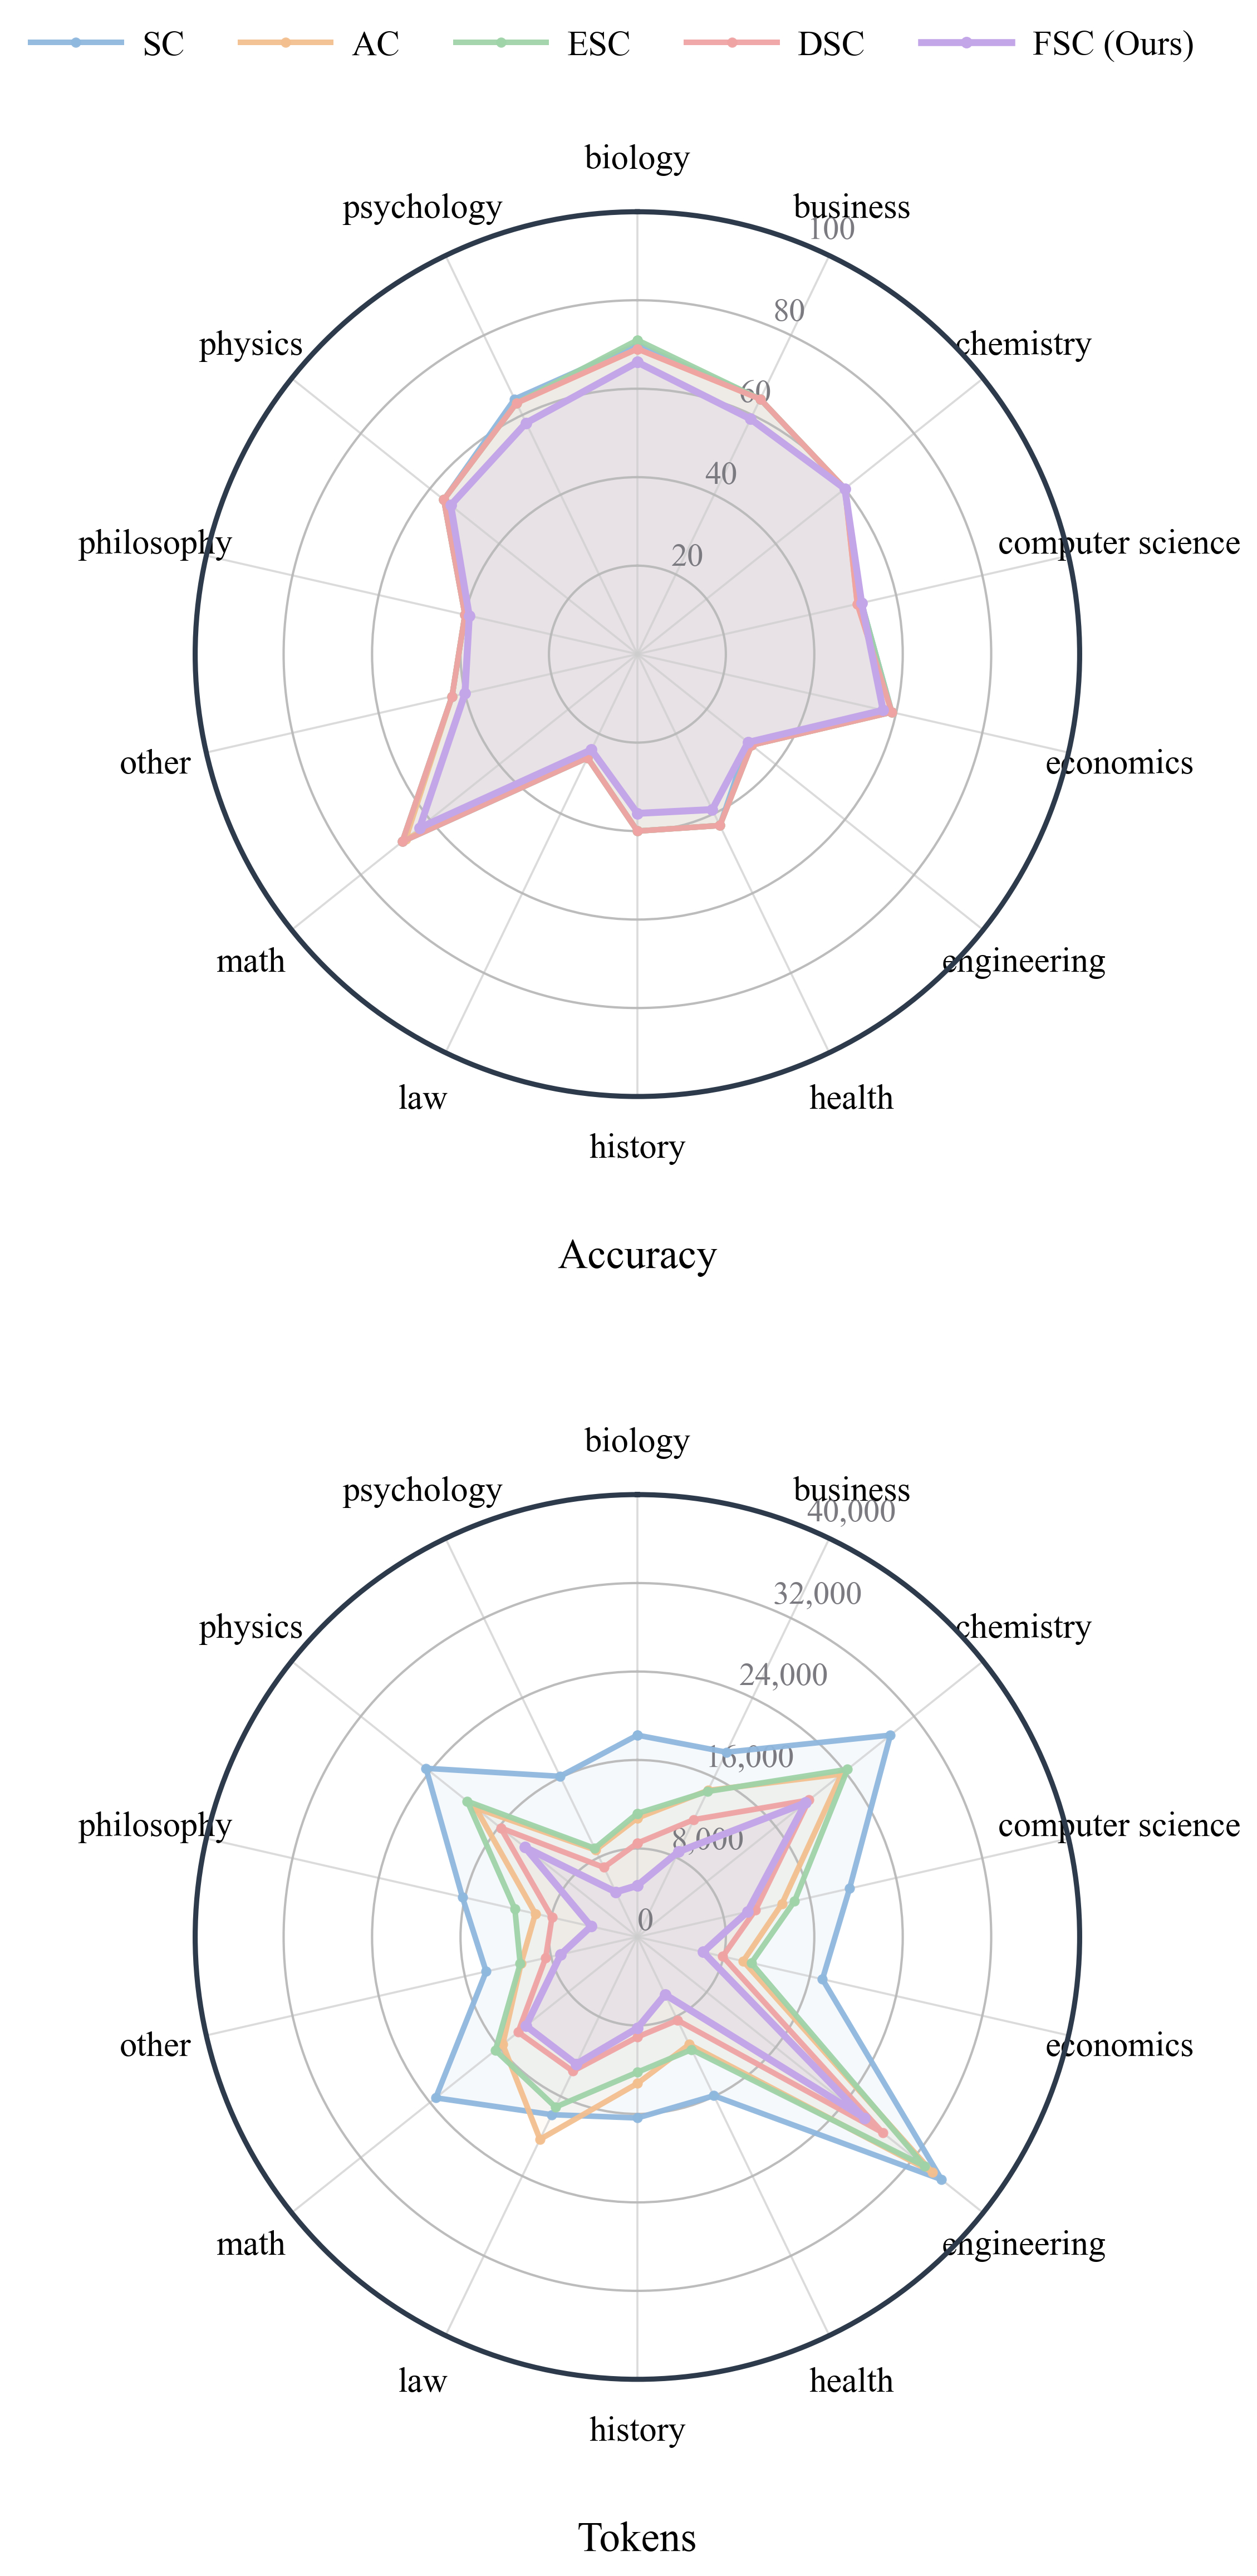 SC AC ESC DSC FSC (Ours)
biology
psychology business
100
80
physics chemistry
60
40
philosophy computer science
20
other economics
math engineering
law health
history
Accuracy
biology
psychology business
40,000
32,000
physics chemistry
24,000
16,000
philosophy computer science
8,000
0
other economics
math engineering
law health
history
Tokens